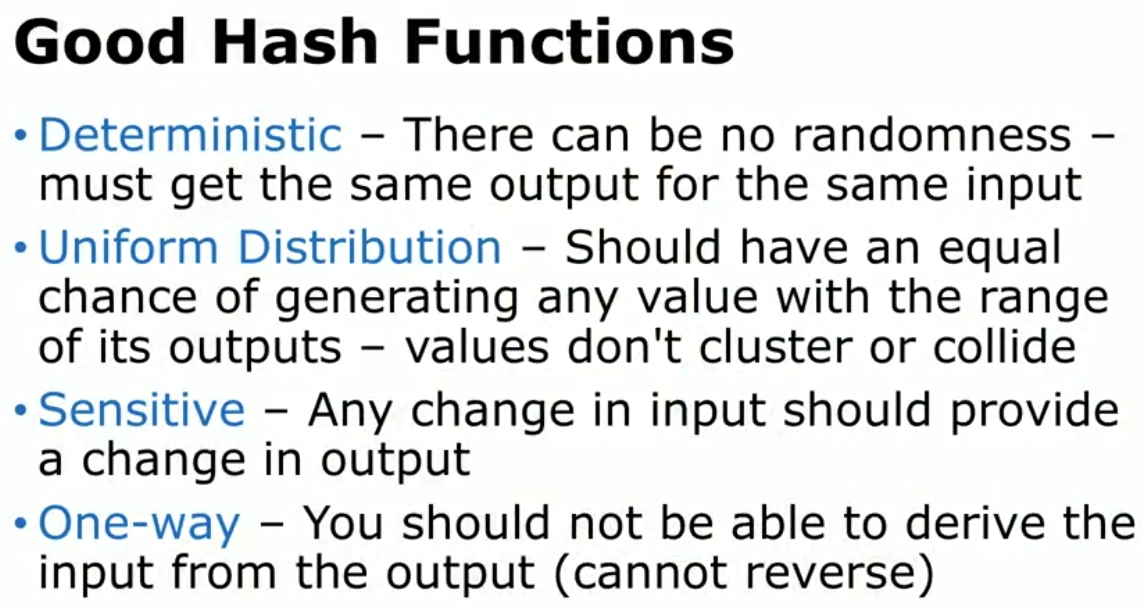 Good Hash Functions
• Deterministic – There can be no randomness –
must get the same output for the same input
• Uniform Distribution – Should have an equal
chance of generating any value with the range
of its outputs – values don't cluster or collide
• Sensitive – Any change in input should provide
a change in output
• One-way – You should not be able to derive the
input from the output (cannot reverse)